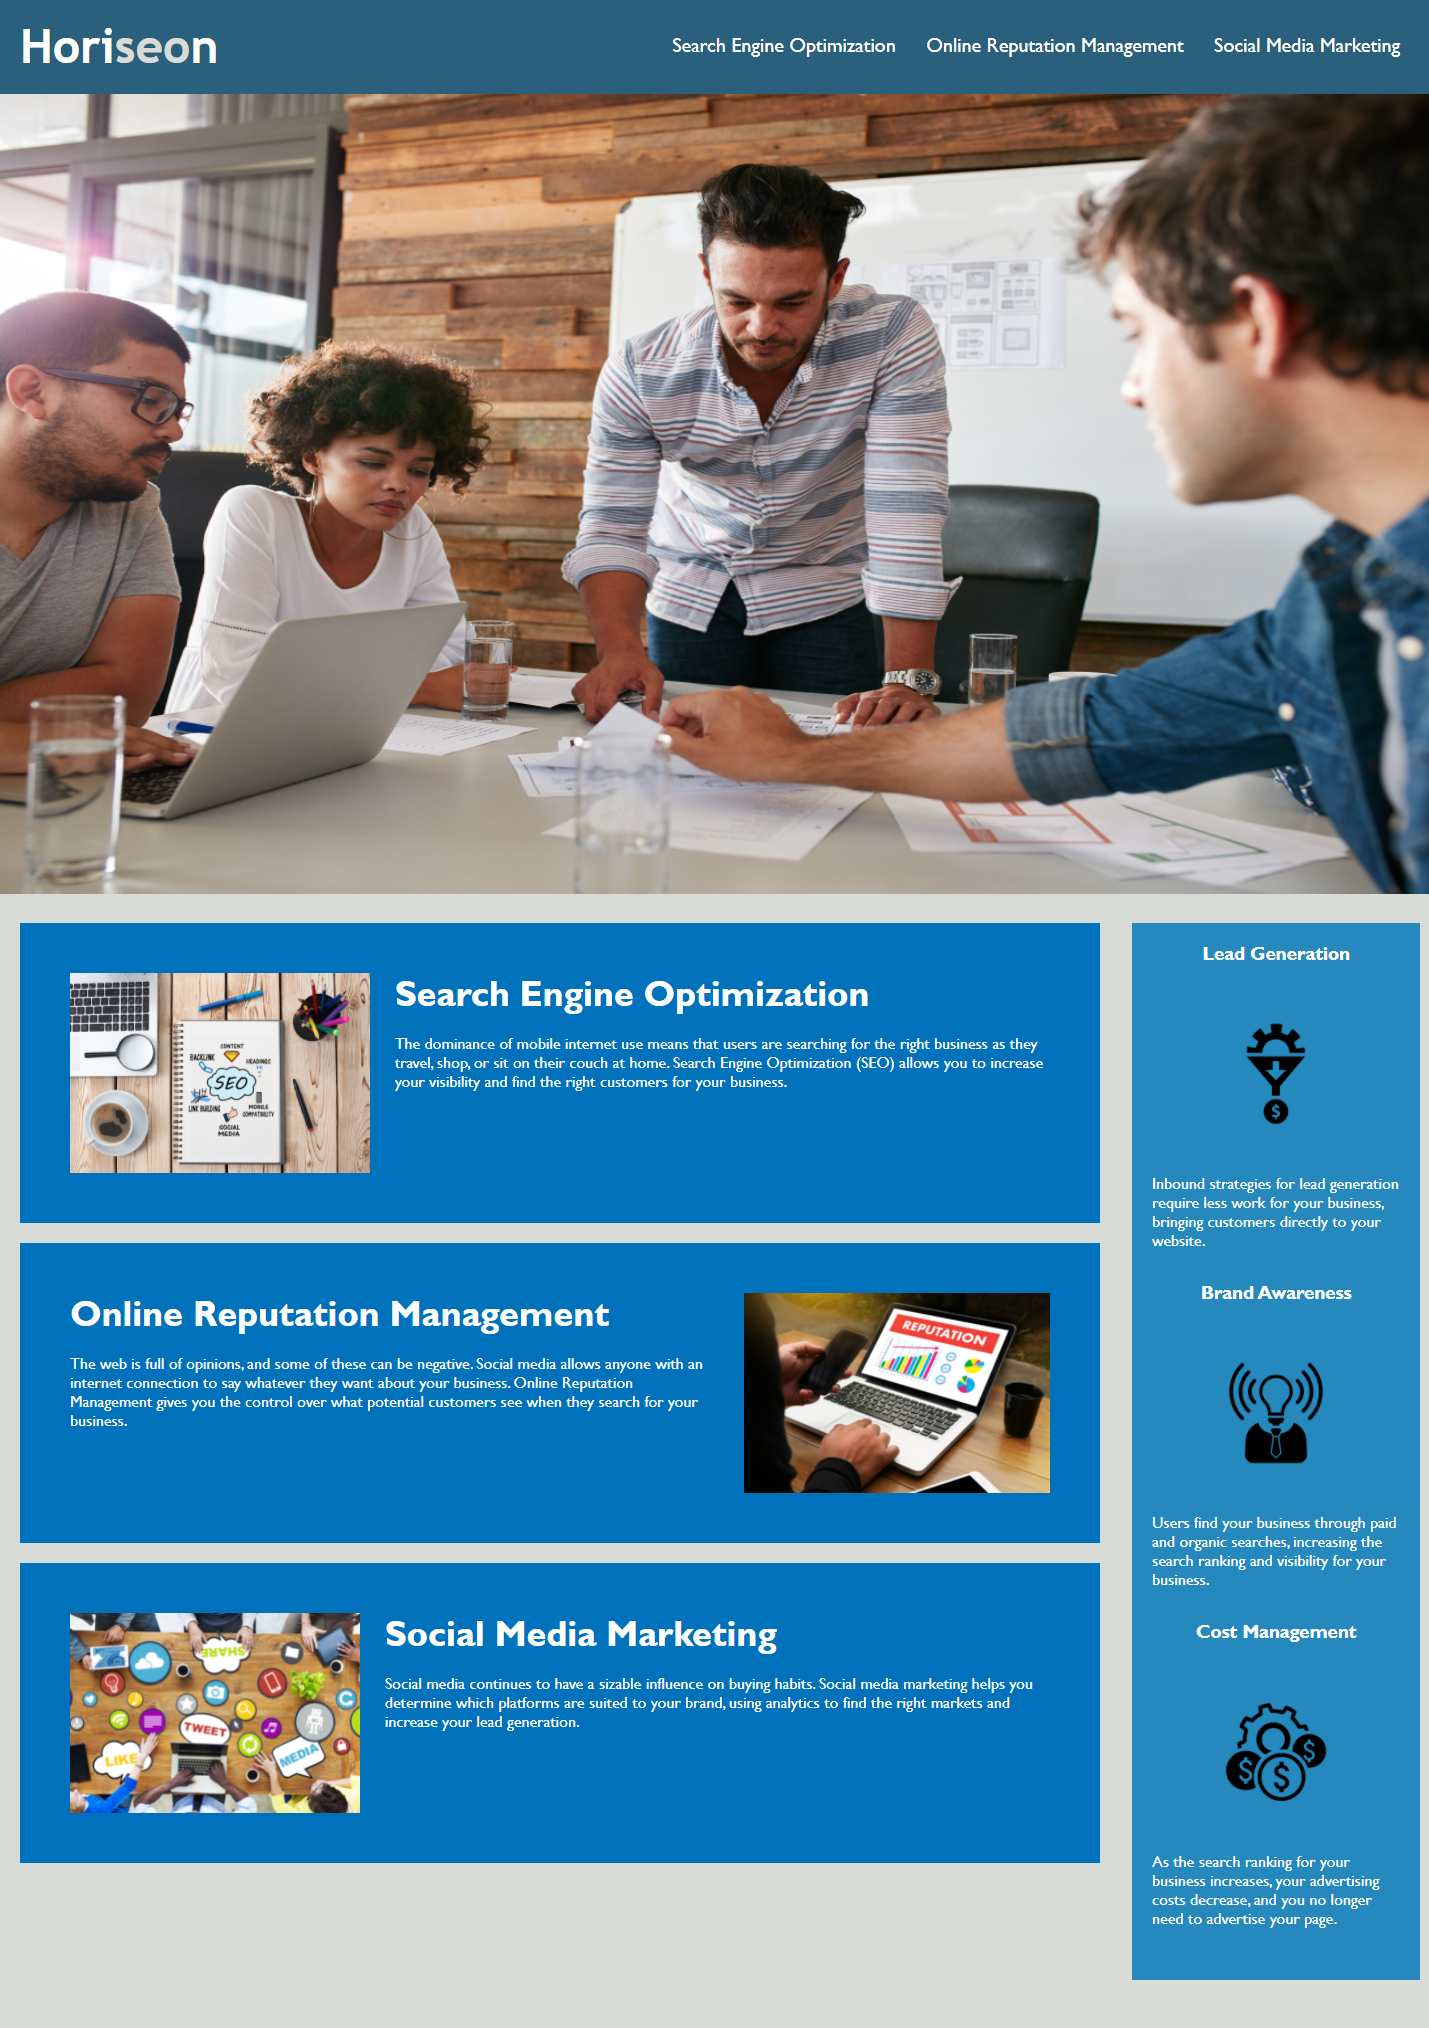 Horiseon
Search Engine Optimization
Online Reputation Management
Social Media Marketing
CONTENT
BACKLINK
HEADINGS
SEO
LINK BUILDING
MOBILE
COMPATIBILITY
SOCIAL
MEDIA
Search Engine Optimization
The dominance of mobile internet use means that users are searching for the right business as they
travel, shop, or sit on their couch at home. Search Engine Optimization (SEO) allows you to increase
your visibility and find the right customers for your business.
Online Reputation Management
The web is full of opinions, and some of these can be negative. Social media allows anyone with an
internet connection to say whatever they want about your business. Online Reputation
Management gives you the control over what potential customers see when they search for your
business.
REPUTATION
SHARE
TWEET
LIKE
MEDIA
Social Media Marketing
Social media continues to have a sizable influence on buying habits. Social media marketing helps you
determine which platforms are suited to your brand, using analytics to find the right markets and
increase your lead generation.
Lead Generation
$
Inbound strategies for lead generation
require less work for your business,
bringing customers directly to your
website.
Brand Awareness
Users find your business through paid
and organic searches, increasing the
search ranking and visibility for your
business.
Cost Management
$ $ $
As the search ranking for your
business increases, your advertising
costs decrease, and you no longer
need to advertise your page.